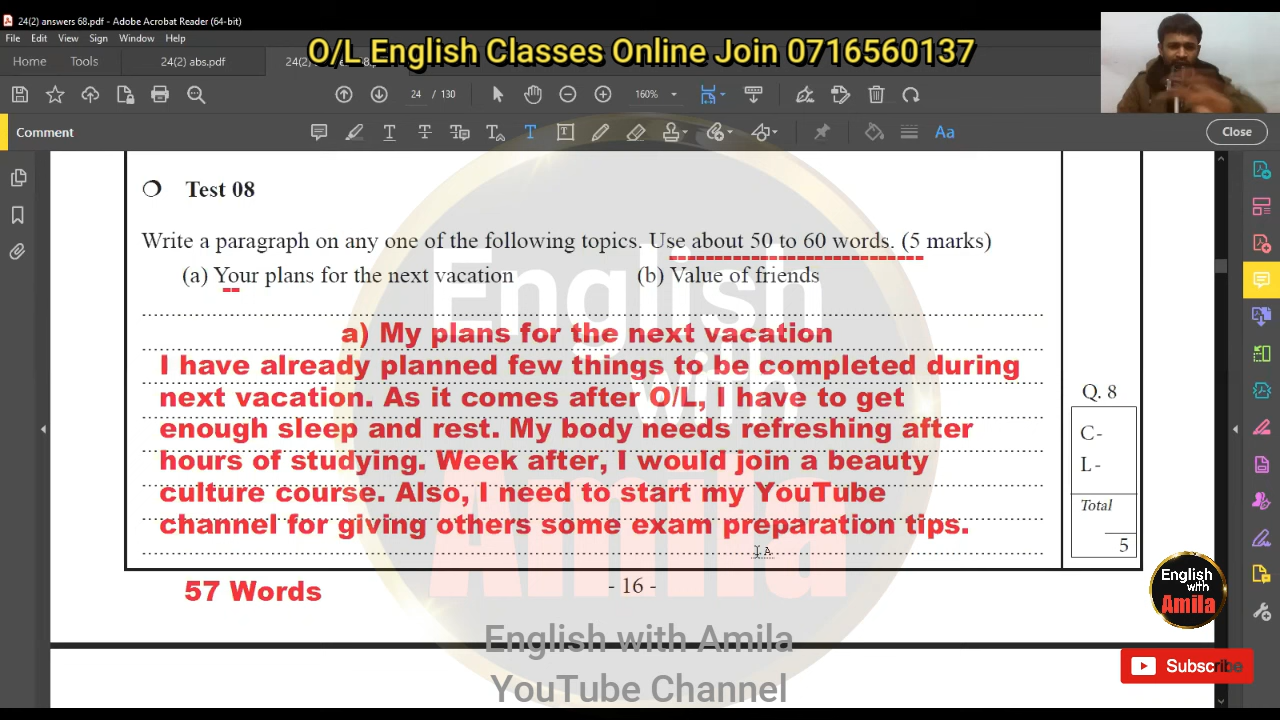 24(2) answers 68.pdf - Adobe Acrobat Reader (64-bit)
File Edit View Sign Window Help
O/L English Classes Online Join 0716560137
Home Tools 24(2) abs.pdf 24(2)
24 / 130 160%
Comment Close
Test 08
Write a paragraph on any one of the following topics. Use about 50 to 60 words. (5 marks)
(a) Your plans for the next vacation (b) Value of friends
a) My plans for the next vacation
I have already planned few things to be completed during
next vacation. As it comes after O/L, I have to get
enough sleep and rest. My body needs refreshing after
hours of studying. Week after, I would join a beauty
culture course. Also, I need to start my YouTube
channel for giving others some exam preparation tips.
Q. 8
C-
L-
Total
5
57 Words
- 16 -
English
with
Amila
English with Amila
YouTube Channel
English
with
Amila
Subscribe